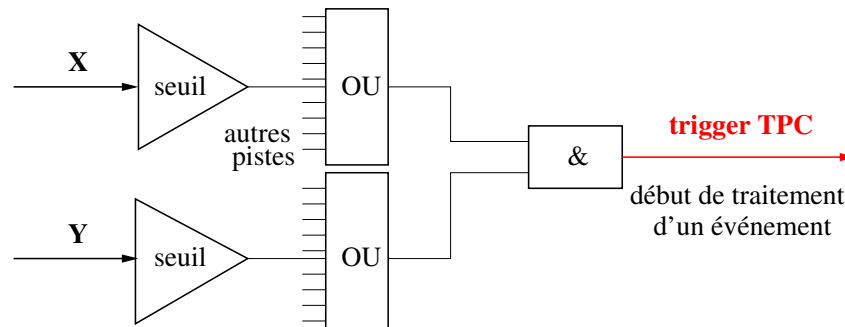 X
seuil
OU
autres
pistes
trigger TPC
&
début de traitement
d'un événement
Y
seuil
OU